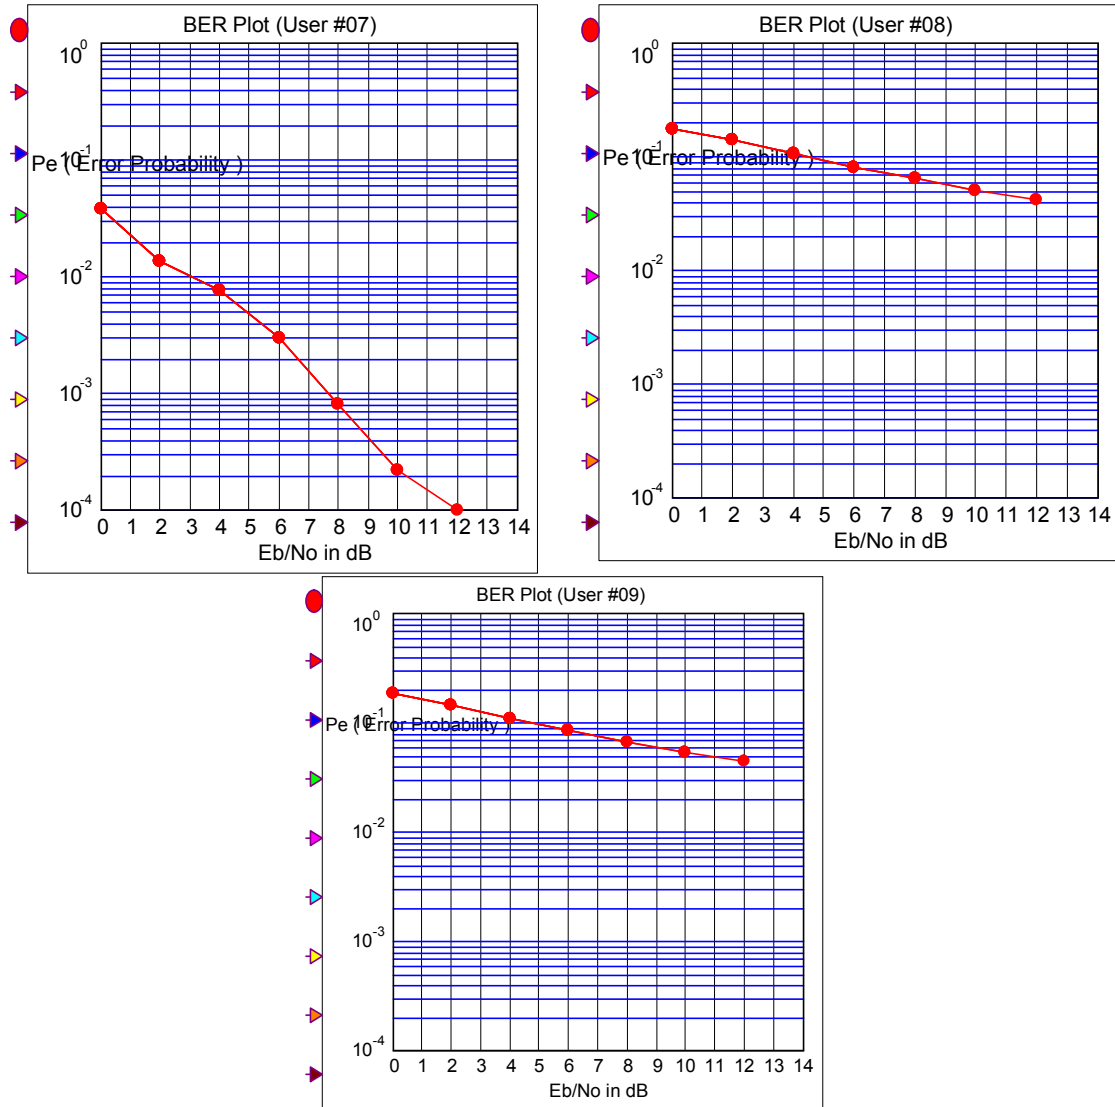 BER Plot (User #07)
10^0
10^-1
Pe ( Error Probability )
10^-2
10^-3
10^-4
0 1 2 3 4 5 6 7 8 9 10 11 12 13 14
Eb/No in dB
BER Plot (User #08)
10^0
10^-1
Pe ( Error Probability )
10^-2
10^-3
10^-4
0 1 2 3 4 5 6 7 8 9 10 11 12 13 14
Eb/No in dB
BER Plot (User #09)
10^0
10^-1
Pe ( Error Probability )
10^-2
10^-3
10^-4
0 1 2 3 4 5 6 7 8 9 10 11 12 13 14
Eb/No in dB